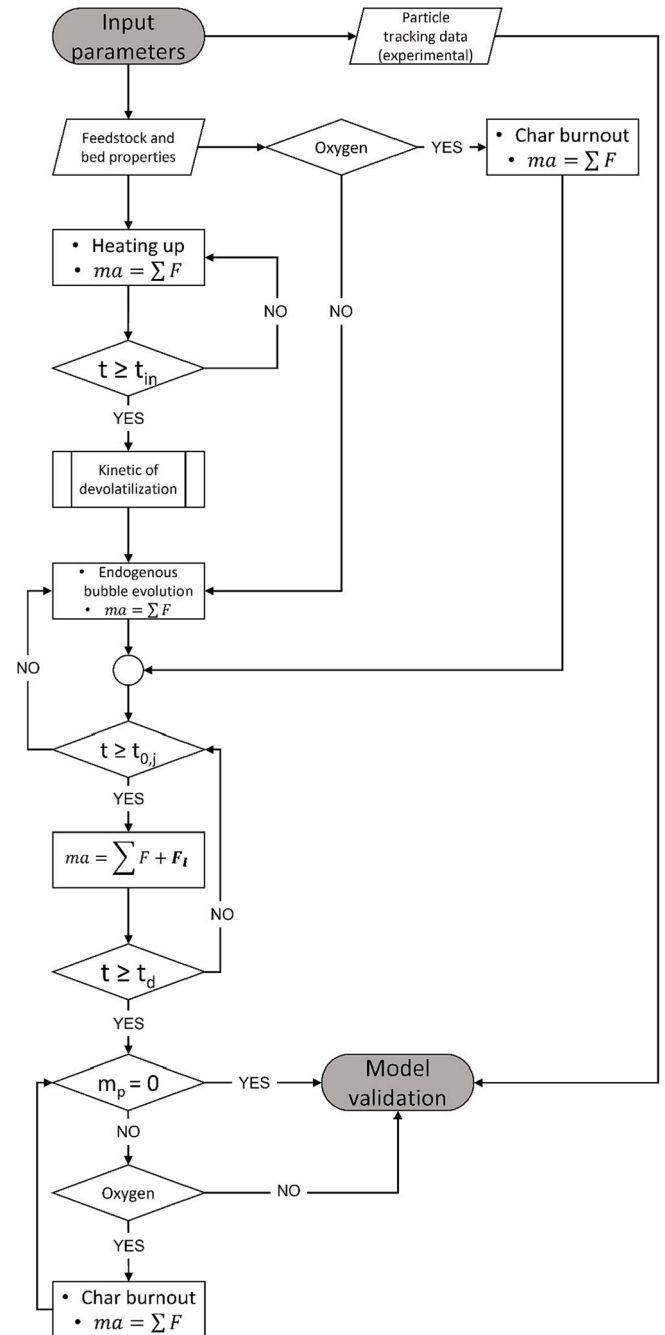 Input
parameters
Particle
tracking data
(experimental)
Feedstock and
bed properties
Oxygen
YES
• Char burnout
• ma = ∑ F
• Heating up
• ma = ∑ F
NO
NO
t ≥ t_in
YES
Kinetic of
devolatilization
• Endogenous
bubble evolution
• ma = ∑ F
NO
t ≥ t_0,j
YES
ma = ∑ F + F_l
NO
t ≥ t_d
YES
m_p = 0
YES
Model
validation
NO
Oxygen
NO
YES
• Char burnout
• ma = ∑ F